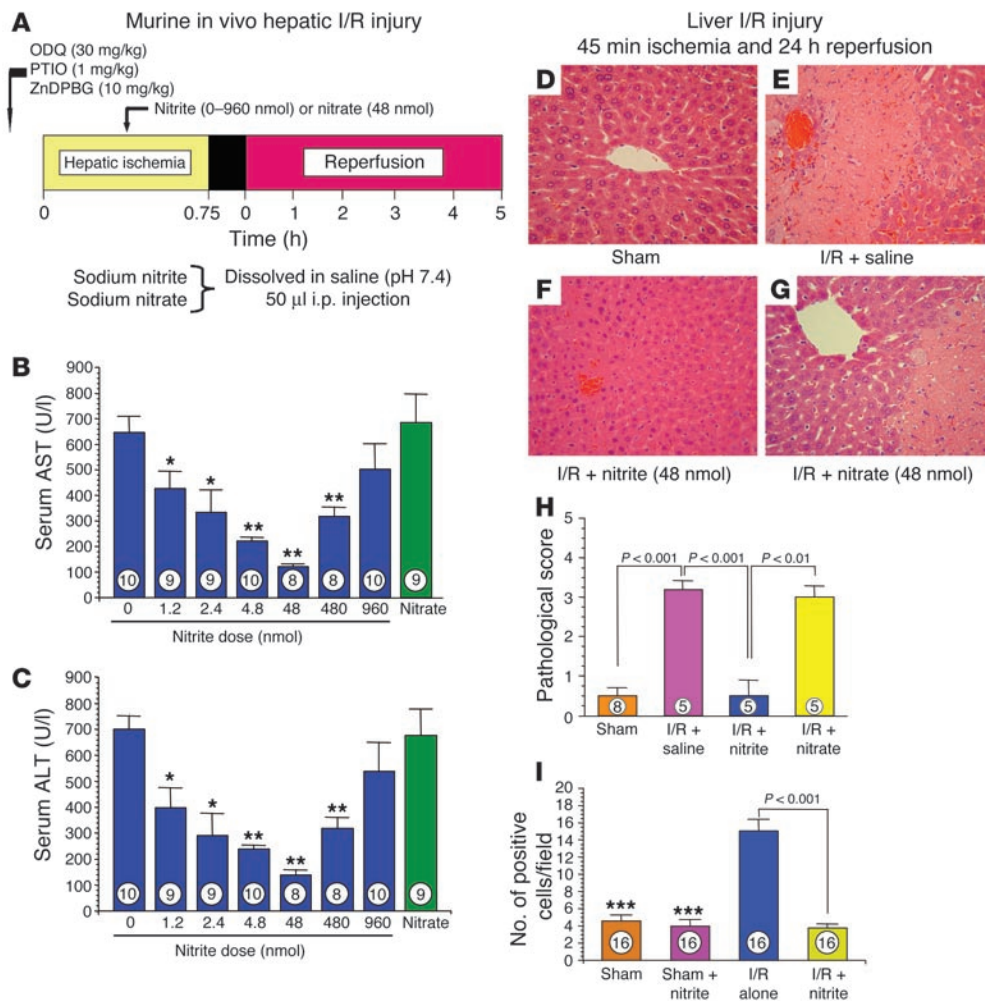 A
Murine in vivo hepatic I/R injury
ODQ (30 mg/kg)
PTIO (1 mg/kg)
ZnDPBG (10 mg/kg)
Nitrite (0–960 nmol) or nitrate (48 nmol)
Hepatic ischemia
Reperfusion
0 0.75 0 1 2 3 4 5
Time (h)
Sodium nitrite
Sodium nitrate
Dissolved in saline (pH 7.4)
50 µl i.p. injection
B
Serum AST (U/l)
900
800
700
600
500
400
300
200
100
0
* * ** ** **
10 9 9 10 8 8 10 9
0 1.2 2.4 4.8 48 480 960 Nitrate
Nitrite dose (nmol)
C
Serum ALT (U/l)
900
800
700
600
500
400
300
200
100
0
* * ** ** **
10 9 9 10 8 8 10 9
0 1.2 2.4 4.8 48 480 960 Nitrate
Nitrite dose (nmol)
Liver I/R injury
45 min ischemia and 24 h reperfusion
D
Sham
E
I/R + saline
F
I/R + nitrite (48 nmol)
G
I/R + nitrate (48 nmol)
H
Pathological score
5
4
3
2
1
0
P < 0.001 P < 0.001 P < 0.01
8 5 5 5
Sham I/R + saline I/R + nitrite I/R + nitrate
I
No. of positive
cells/field
20
18
16
14
12
10
8
6
4
2
0
P < 0.001
*** ***
16 16 16 16
Sham Sham + nitrite I/R alone I/R + nitrite